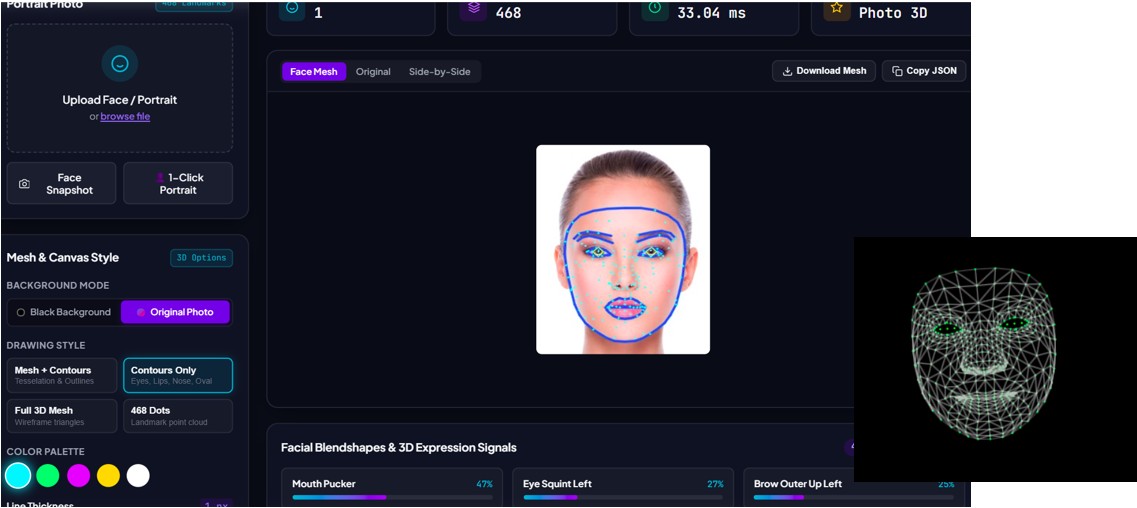 Portrait Photo
468 Landmarks
Upload Face / Portrait
or browse file
Face
Snapshot
1-Click
Portrait
Mesh & Canvas Style
3D Options
BACKGROUND MODE
Black Background
Original Photo
DRAWING STYLE
Mesh + Contours
Tesselation & Outlines
Contours Only
Eyes, Lips, Nose, Oval
Full 3D Mesh
Wireframe triangles
468 Dots
Landmark point cloud
COLOR PALETTE
Line Thickness
1 px
1
468
33.04 ms
Photo 3D
Face Mesh
Original
Side-by-Side
Download Mesh
Copy JSON
Facial Blendshapes & 3D Expression Signals
Mouth Pucker
47%
Eye Squint Left
27%
Brow Outer Up Left
25%